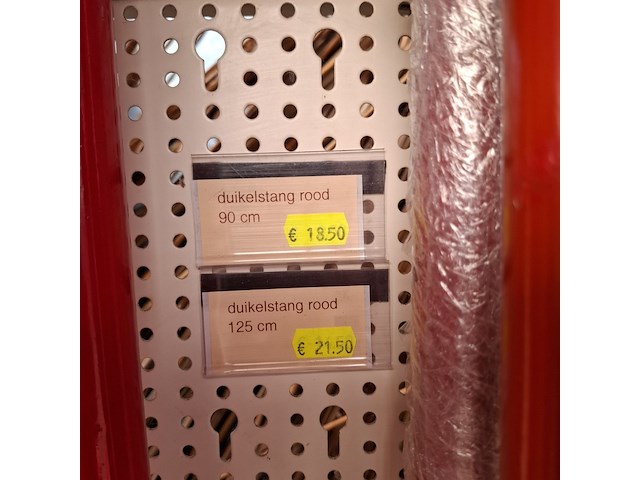 duikelstang rood
90 cm
€ 18.50
duikelstang rood
125 cm
€ 21.50